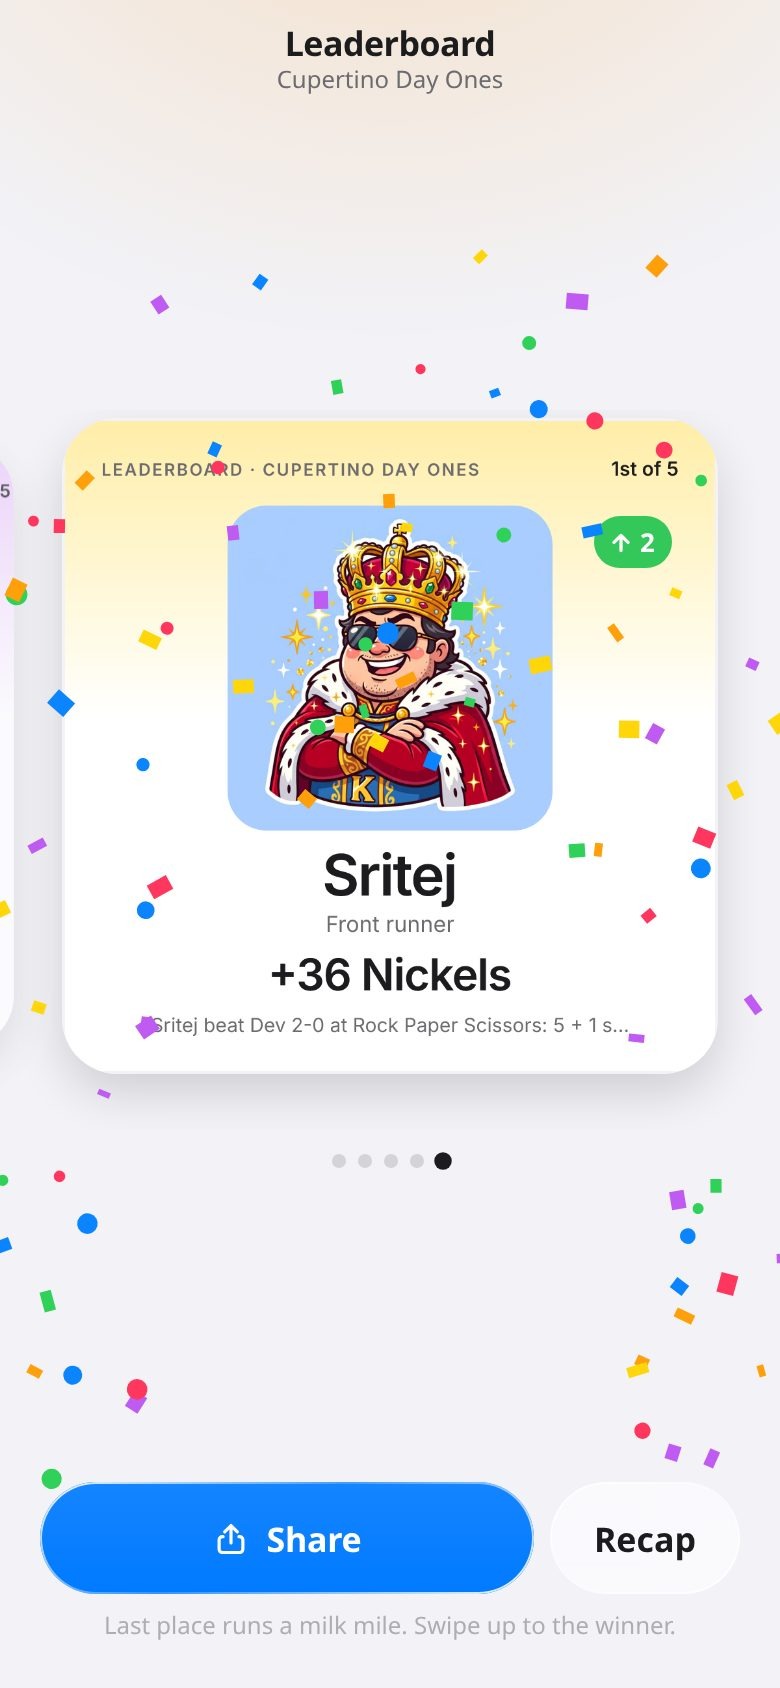 Leaderboard
Cupertino Day Ones
5
LEADERBOARD · CUPERTINO DAY ONES
1st of 5
↑ 2
K
Sritej
Front runner
+36 Nickels
Sritej beat Dev 2-0 at Rock Paper Scissors: 5 + 1 s...
Share
Recap
Last place runs a milk mile. Swipe up to the winner.